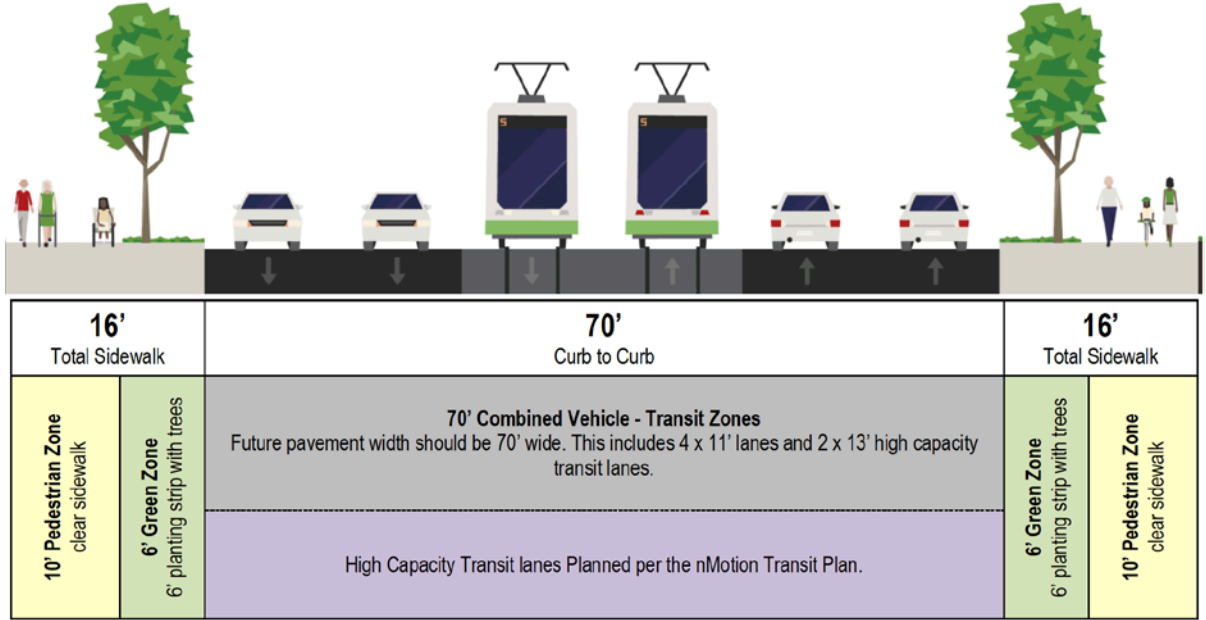 S
S
16’
Total Sidewalk
70’
Curb to Curb
16’
Total Sidewalk
10’ Pedestrian Zone
clear sidewalk
6’ Green Zone
6’ planting strip with trees
70’ Combined Vehicle - Transit Zones
Future pavement width should be 70’ wide. This includes 4 x 11’ lanes and 2 x 13’ high capacity
transit lanes.
High Capacity Transit lanes Planned per the nMotion Transit Plan.
6’ Green Zone
6’ planting strip with trees
10’ Pedestrian Zone
clear sidewalk